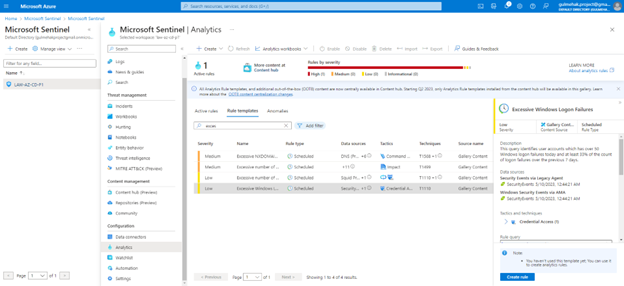 Microsoft Azure
Search resources, services, and docs (G+/)
gulmehak.project@gma...
Home > Microsoft Sentinel > Microsoft Sentinel
Microsoft Sentinel
Default Directory
Create
Manage view
Filter for any field...
Name
LAW-AZ-CD-P1
Page 1 of 1
Microsoft Sentinel | Analytics
Selected workspace:
Search
Logs
News & guides
Search
Threat management
Incidents
Workbooks
Hunting
Notebooks
Entity behavior
Threat intelligence
MITRE ATT&CK (Preview)
Content management
Content hub (Preview)
Repositories (Preview)
Community
Configuration
Data connectors
Analytics
Watchlist
Automation
Settings
Create
Refresh
Analytics workbooks
Enable
Disable
Delete
Import
Export
Guides & Feedback
1
Active rules
More content at
Content hub
Rules by severity
High (1)
Medium (0)
Low (0)
Informational (0)
LEARN MORE
About analytics rules
All Analytics Rule templates, and additional out-of-the-box (OOTB) content are now centrally available in Content hub. Starting Q2 2023, only Analytics Rule templates installed from the content hub will be available in this gallery. Learn
more about the OOTB content centralization changes.
Active rules
Rule templates
Anomalies
Add filter
Severity
Name
Rule type
Data sources
Tactics
Techniques
Source name
Medium
Excessive NXDOMAI...
Scheduled
DNS
Command ...
Gallery Content
Medium
Excessive number of ...
Scheduled
+11
Impact
T1499
Gallery Content
Low
Excessive number of ...
Scheduled
Squid Pr... +1
Gallery Content
Low
Excessive Windows L...
Scheduled
Security... +1
Credential A...
T1110
Gallery Content
< Previous
Page 1 of 1
Next >
Showing 1 to 4 of 4 results.
Excessive Windows Logon Failures
Low
Severity
Gallery Cont...
Content Source
Scheduled
Rule Type
Description
This query identifies user accounts which has over 50
Windows logon failures today and at least 33% of the count
of logon failures over the previous 7 days.
Data sources
Security Events via Legacy Agent
SecurityEvents 5/10/2023, 12:44:21 AM
Windows Security Events via AMA
SecurityEvents 5/10/2023, 12:44:21 AM
Tactics and techniques
Credential Access (1)
Rule query
Note
You haven't used this template yet; You can use it
to create analytics rules.
Create rule